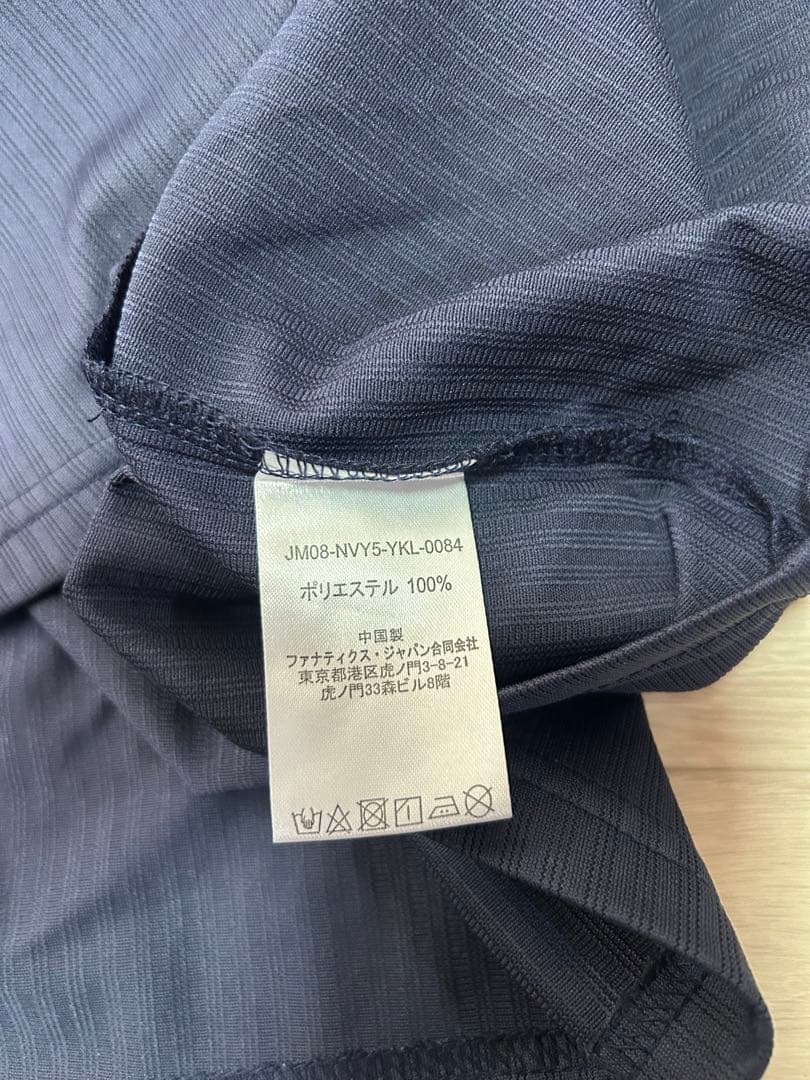 JM08-NVY5-YKL-0084
ポリエステル 100%
中国製
ファナティクス・ジャパン合同会社
東京都港区虎ノ門3-8-21
虎ノ門33森ビル8階